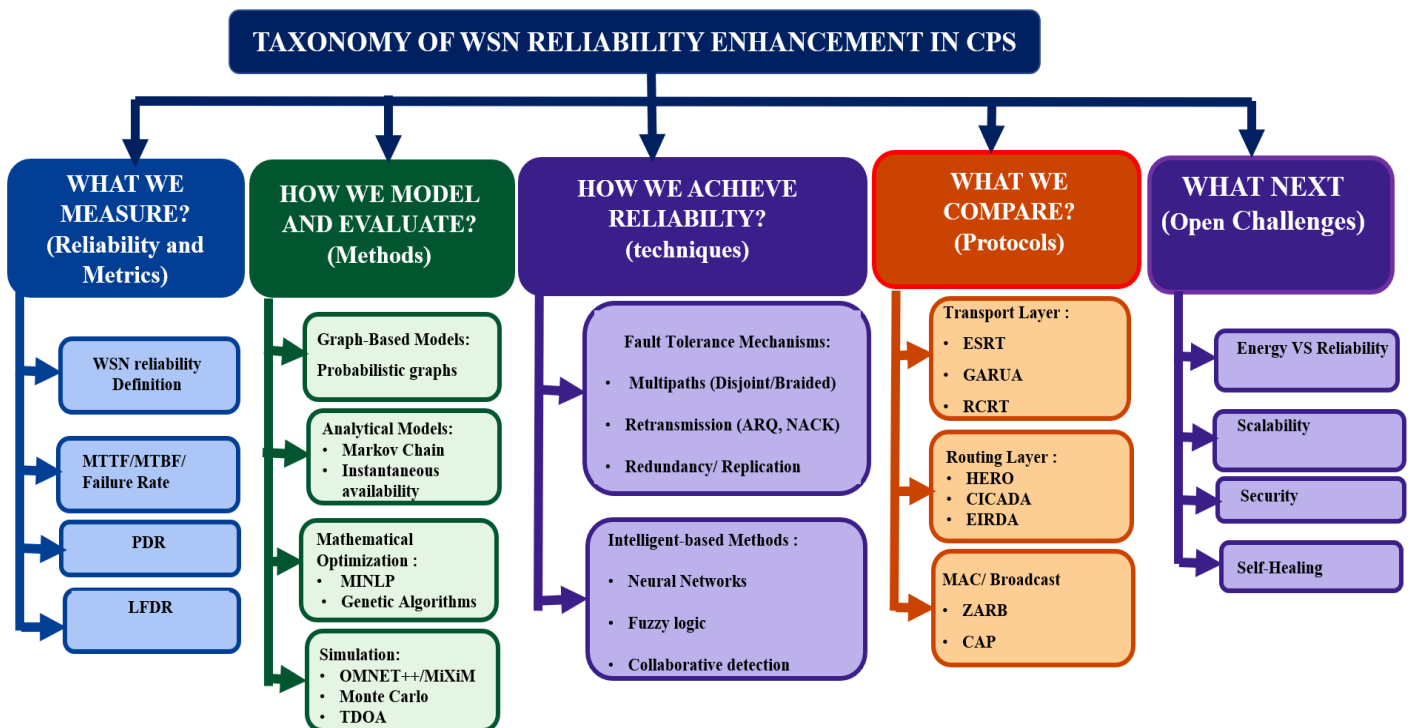 TAXONOMY OF WSN RELIABILITY ENHANCEMENT IN CPS
WHAT WE
MEASURE?
(Reliability and
Metrics)
WSN reliability
Definition
MTTF/MTBF/
Failure Rate
PDR
LFDR
HOW WE MODEL
AND EVALUATE?
(Methods)
Graph-Based Models:
Probabilistic graphs
Analytical Models:
• Markov Chain
• Instantaneous
availability
Mathematical
Optimization :
• MINLP
• Genetic Algorithms
Simulation:
• OMNET++/MiXiM
• Monte Carlo
• TDOA
HOW WE ACHIEVE
RELIABILTY?
(techniques)
Fault Tolerance Mechanisms:
• Multipaths (Disjoint/Braided)
• Retransmission (ARQ, NACK)
• Redundancy/ Replication
Intelligent-based Methods :
• Neural Networks
• Fuzzy logic
• Collaborative detection
WHAT WE
COMPARE?
(Protocols)
Transport Layer :
• ESRT
• GARUA
• RCRT
Routing Layer :
• HERO
• CICADA
• EIRDA
MAC/ Broadcast
• ZARB
• CAP
WHAT NEXT
(Open Challenges)
Energy VS Reliability
Scalability
Security
Self-Healing